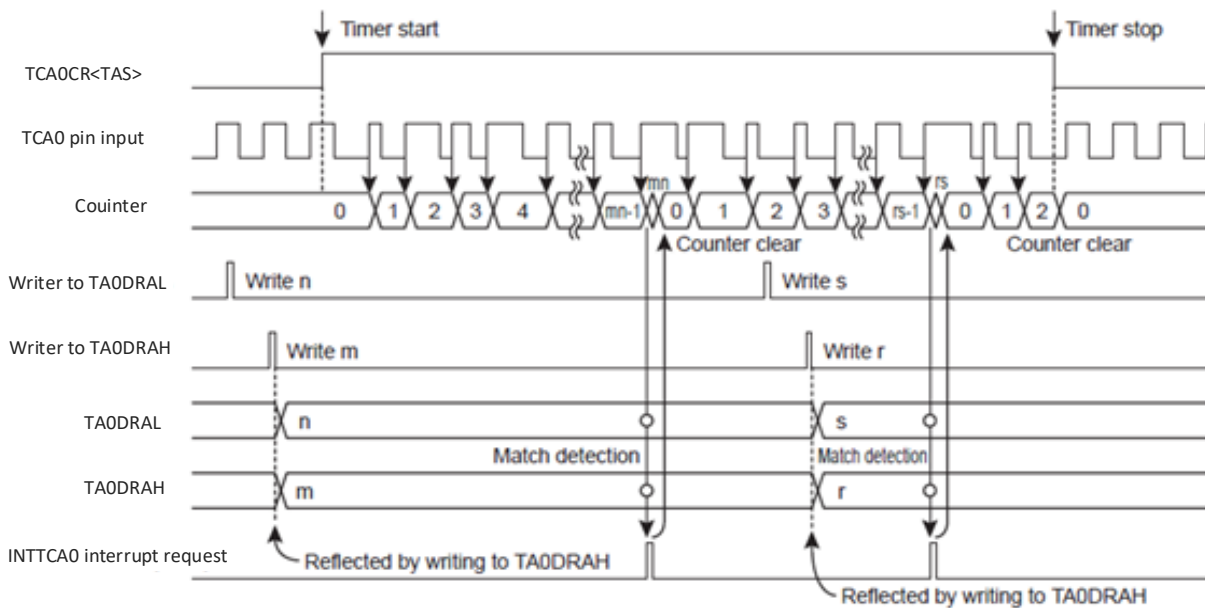 Timer start
Timer stop
TCA0CR<TAS>
TCA0 pin input
mn
rs
Couinter
0 1 2 3 4 mn-1 0 1 2 3 rs-1 0 1 2 0
Counter clear
Counter clear
Writer to TA0DRAL
Write n
Write s
Writer to TA0DRAH
Write m
Write r
TA0DRAL
n
s
Match detection
Match detection
TA0DRAH
m
r
INTTCA0 interrupt request
Reflected by writing to TA0DRAH
Reflected by writing to TA0DRAH